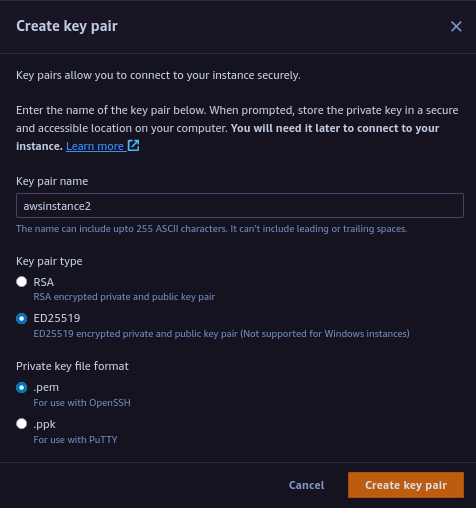 Create key pair
Key pairs allow you to connect to your instance securely.
Enter the name of the key pair below. When prompted, store the private key in a secure
and accessible location on your computer. You will need it later to connect to your
instance. Learn more
Key pair name
awsinstance2
The name can include upto 255 ASCII characters. It can't include leading or trailing spaces.
Key pair type
RSA
RSA encrypted private and public key pair
ED25519
ED25519 encrypted private and public key pair (Not supported for Windows instances)
Private key file format
.pem
For use with OpenSSH
.ppk
For use with PuTTY
Cancel
Create key pair